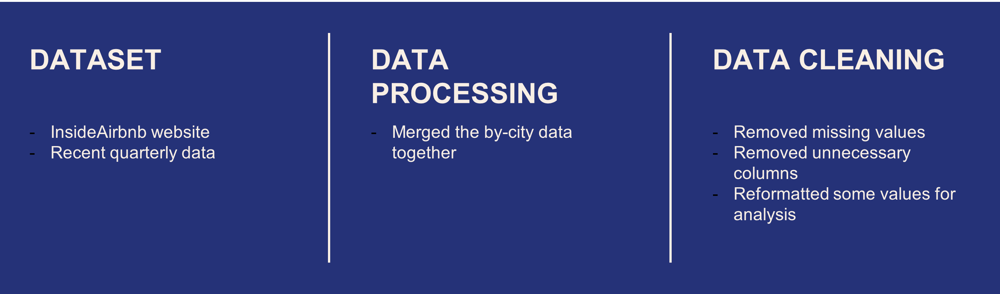 DATASET
- InsideAirbnb website
- Recent quarterly data
DATA
PROCESSING
- Merged the by-city data
together
DATA CLEANING
- Removed missing values
- Removed unnecessary
columns
- Reformatted some values for
analysis